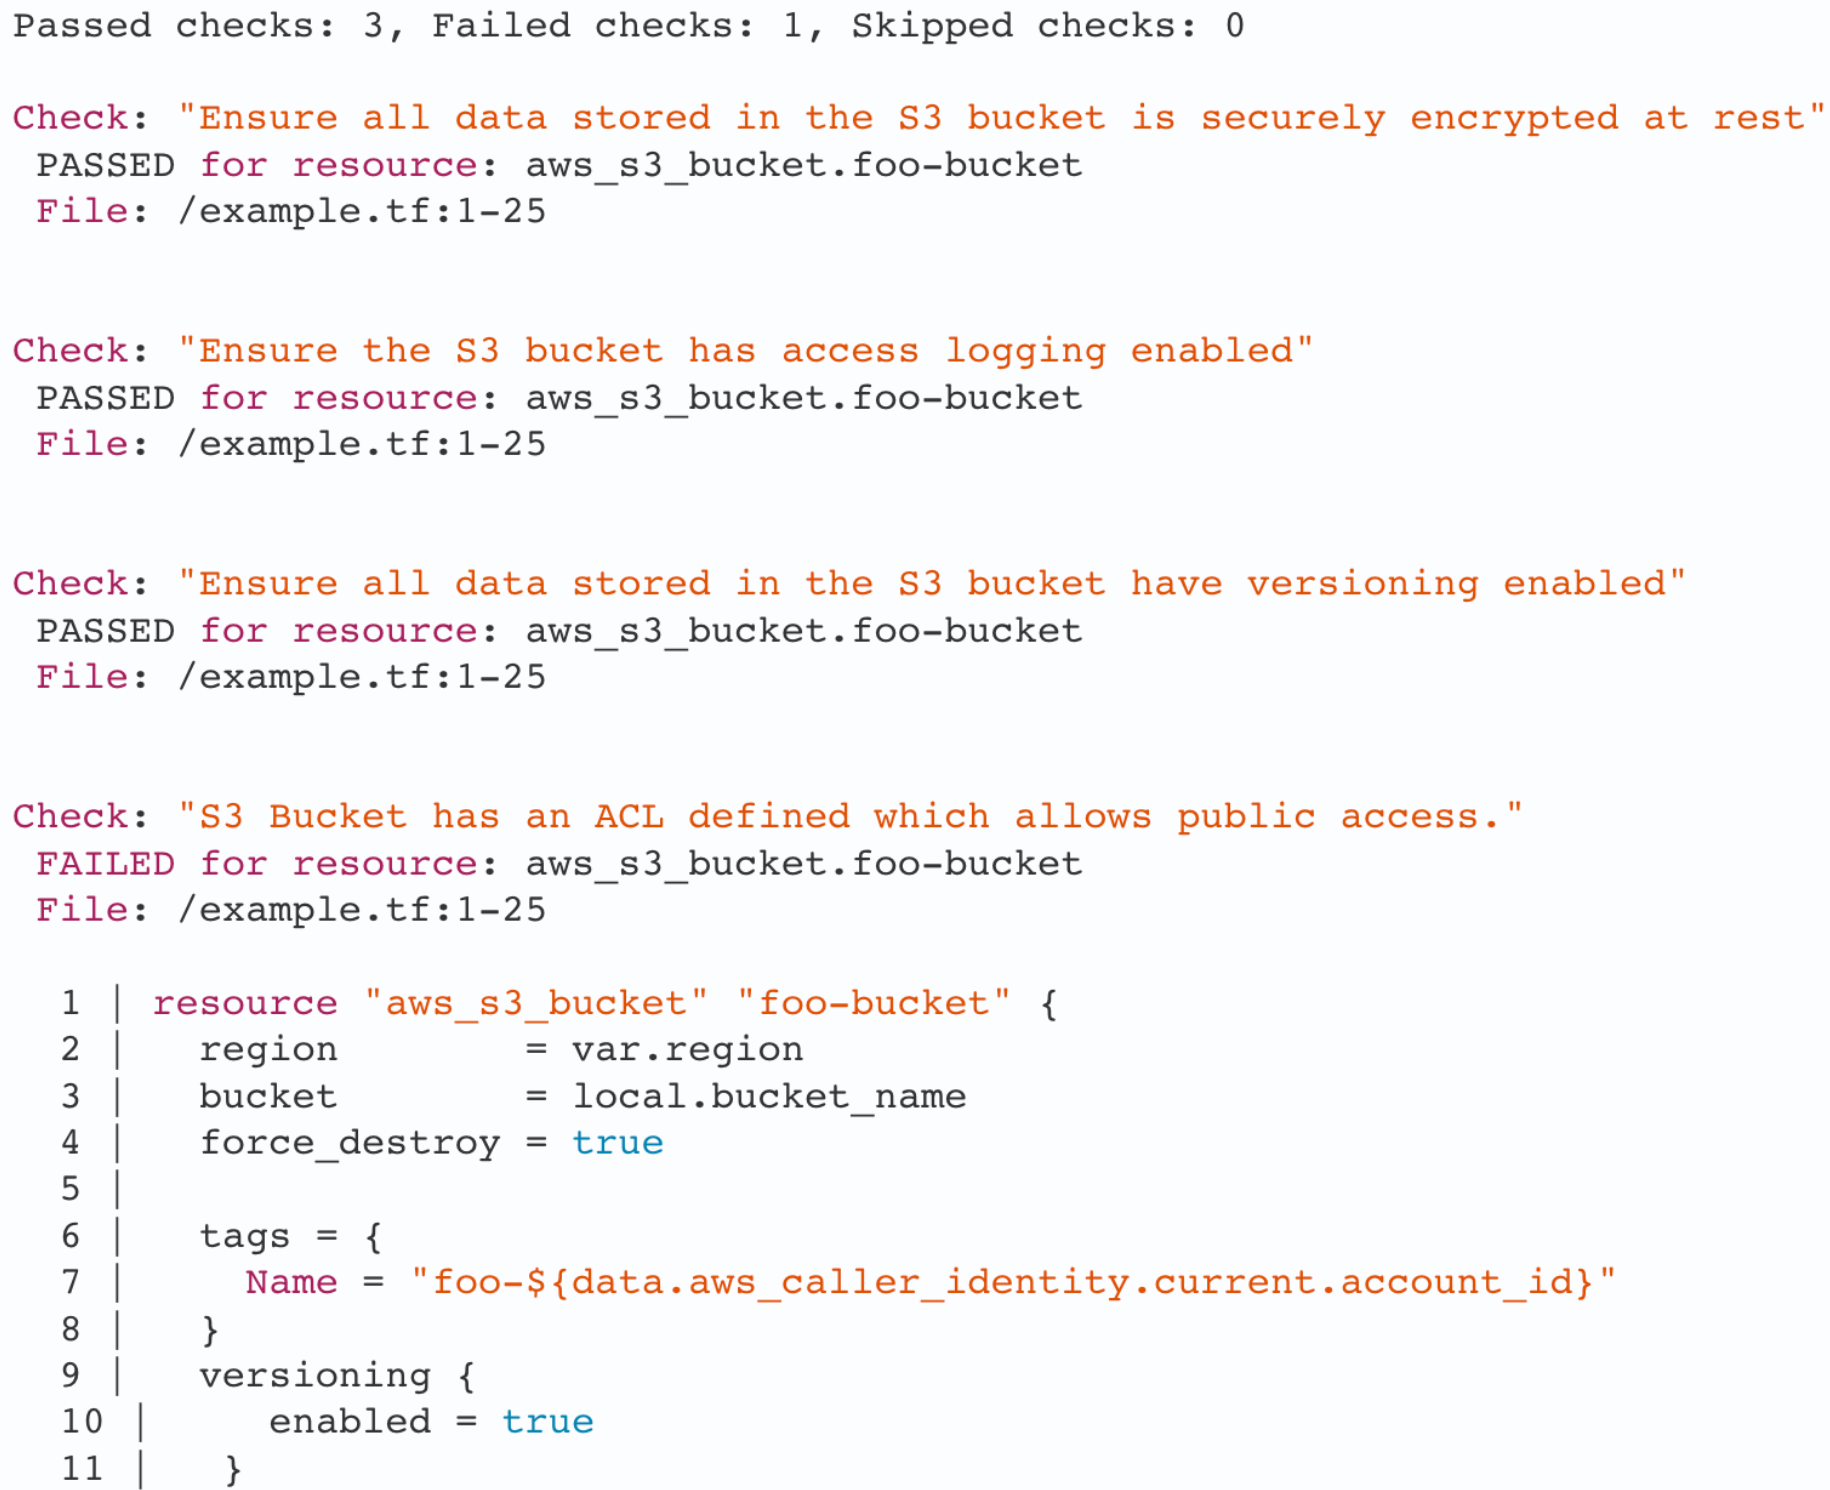 Passed checks: 3, Failed checks: 1, Skipped checks: 0
Check: "Ensure all data stored in the S3 bucket is securely encrypted at rest"
PASSED for resource: aws_s3_bucket.foo-bucket
File: /example.tf:1-25
Check: "Ensure the S3 bucket has access logging enabled"
PASSED for resource: aws_s3_bucket.foo-bucket
File: /example.tf:1-25
Check: "Ensure all data stored in the S3 bucket have versioning enabled"
PASSED for resource: aws_s3_bucket.foo-bucket
File: /example.tf:1-25
Check: "S3 Bucket has an ACL defined which allows public access."
FAILED for resource: aws_s3_bucket.foo-bucket
File: /example.tf:1-25
1 | resource "aws_s3_bucket" "foo-bucket" {
2 |   region        = var.region
3 |   bucket        = local.bucket_name
4 |   force_destroy = true
5 |
6 |   tags = {
7 |     Name = "foo-${data.aws_caller_identity.current.account_id}"
8 |   }
9 |   versioning {
10 |     enabled = true
11 |   }